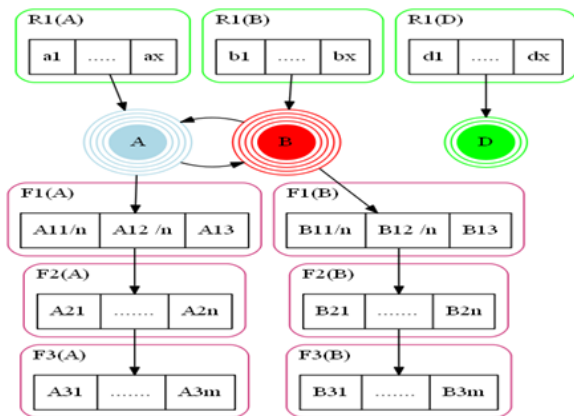 R1(A) R1(B) R1(D)
a1 ..... ax b1 ..... bx d1 ..... dx
A B D
F1(A) F1(B)
A11/n A12 /n A13 B11/n B12 /n B13
F2(A) F2(B)
A21 ....... A2n B21 ....... B2n
F3(A) F3(B)
A31 ....... A3m B31 ....... B3m